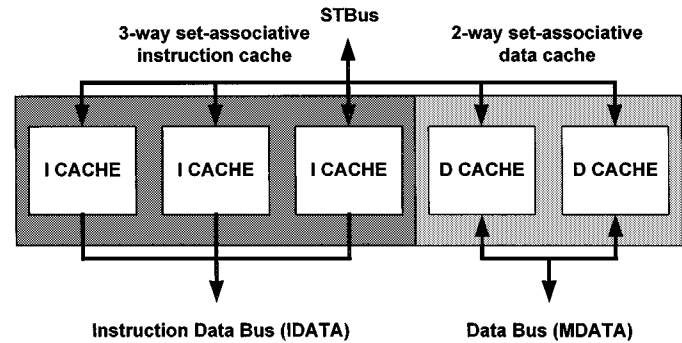 STBus
3-way set-associative
instruction cache
2-way set-associative
data cache
I CACHE
I CACHE
I CACHE
D CACHE
D CACHE
Instruction Data Bus (IDATA)
Data Bus (MDATA)